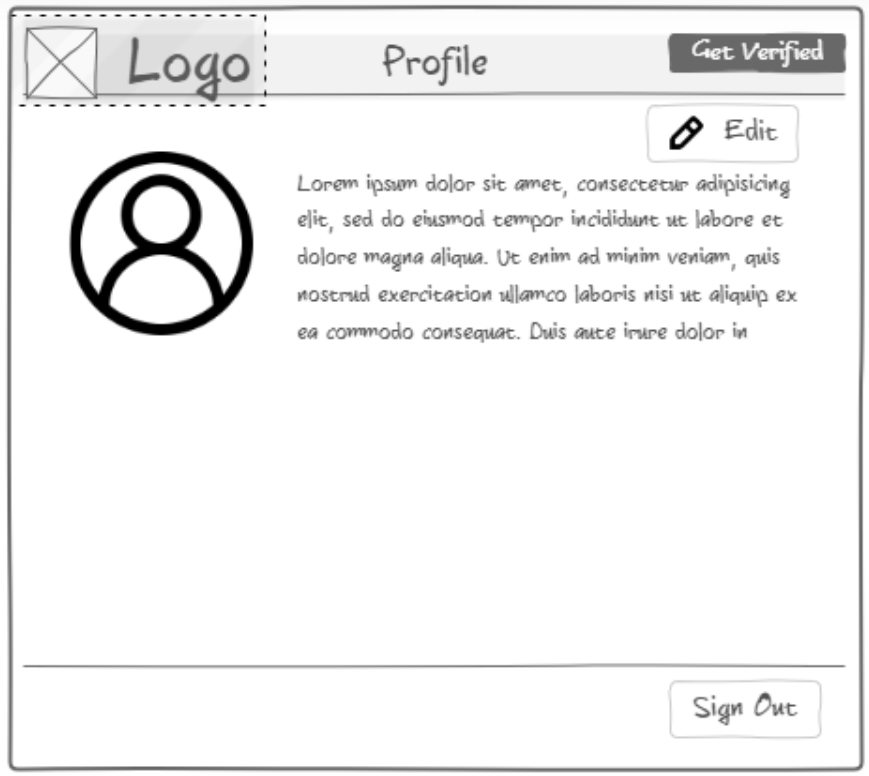 Logo
Profile
Get Verified
Edit
Lorem ipsum dolor sit amet, consectetur adipisicing
elit, sed do eiusmod tempor incididunt ut labore et
dolore magna aliqua. Ut enim ad minim veniam, quis
nostrud exercitation ullamco laboris nisi ut aliquip ex
ea commodo consequat. Duis aute irure dolor in
Sign Out